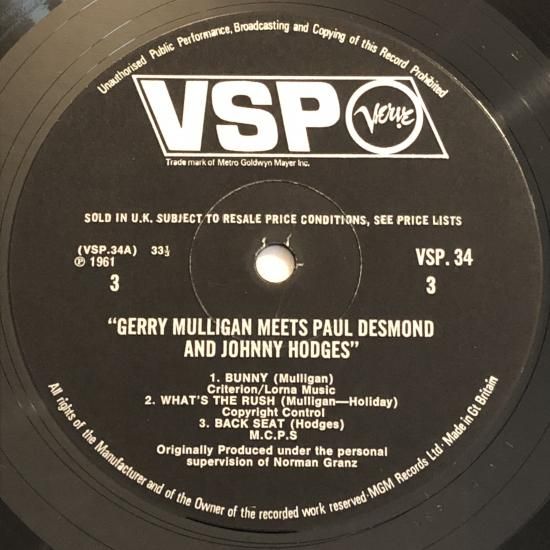 Unauthorised Public Performance, Broadcasting and Copying of this Record Prohibited
VSP Verve
Trade mark of Metro Goldwyn Mayer Inc.
SOLD IN U.K. SUBJECT TO RESALE PRICE CONDITIONS, SEE PRICE LISTS
(VSP.34A) 33⅓
℗ 1961
3
VSP. 34
3
"GERRY MULLIGAN MEETS PAUL DESMOND
AND JOHNNY HODGES"
1. BUNNY (Mulligan)
Criterion/Lorna Music
2. WHAT'S THE RUSH (Mulligan—Holiday)
Copyright Control
3. BACK SEAT (Hodges)
M.C.P.S
Originally Produced under the personal
supervision of Norman Granz
All rights of the Manufacturer and of the Owner of the recorded work reserved·MGM Records Ltd·Made in Gt Britain